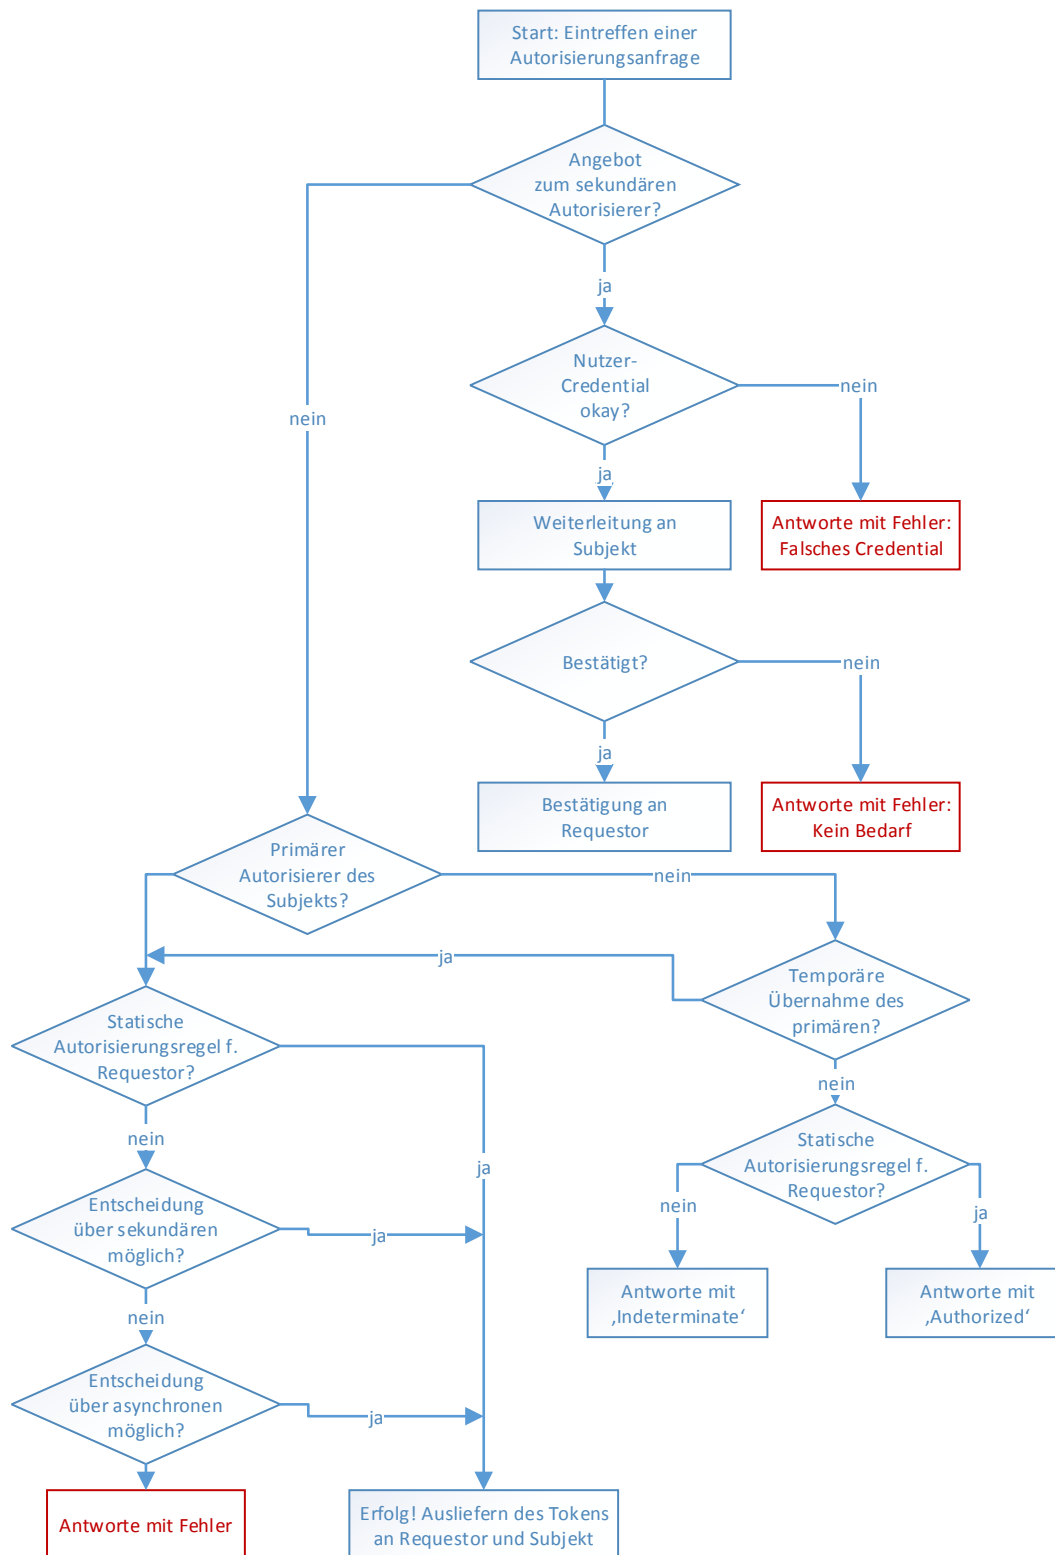 Start: Eintreffen einer
Autorisierungsanfrage
Angebot
zum sekundären
Autorisierer?
ja
nein
Nutzer-
Credential
okay?
nein
ja
Weiterleitung an
Subjekt
Antworte mit Fehler:
Falsches Credential
Bestätigt?
nein
ja
Bestätigung an
Requestor
Antworte mit Fehler:
Kein Bedarf
Primärer
Autorisierer des
Subjekts?
nein
ja
Temporäre
Übernahme des
primären?
Statische
Autorisierungsregel f.
Requestor?
nein
nein
ja
Statische
Autorisierungsregel f.
Requestor?
nein
ja
Entscheidung
über sekundären
möglich?
ja
Antworte mit
‚Indeterminate‘
Antworte mit
‚Authorized‘
nein
Entscheidung
über asynchronen
möglich?
ja
Antworte mit Fehler
Erfolg! Ausliefern des Tokens
an Requestor und Subjekt